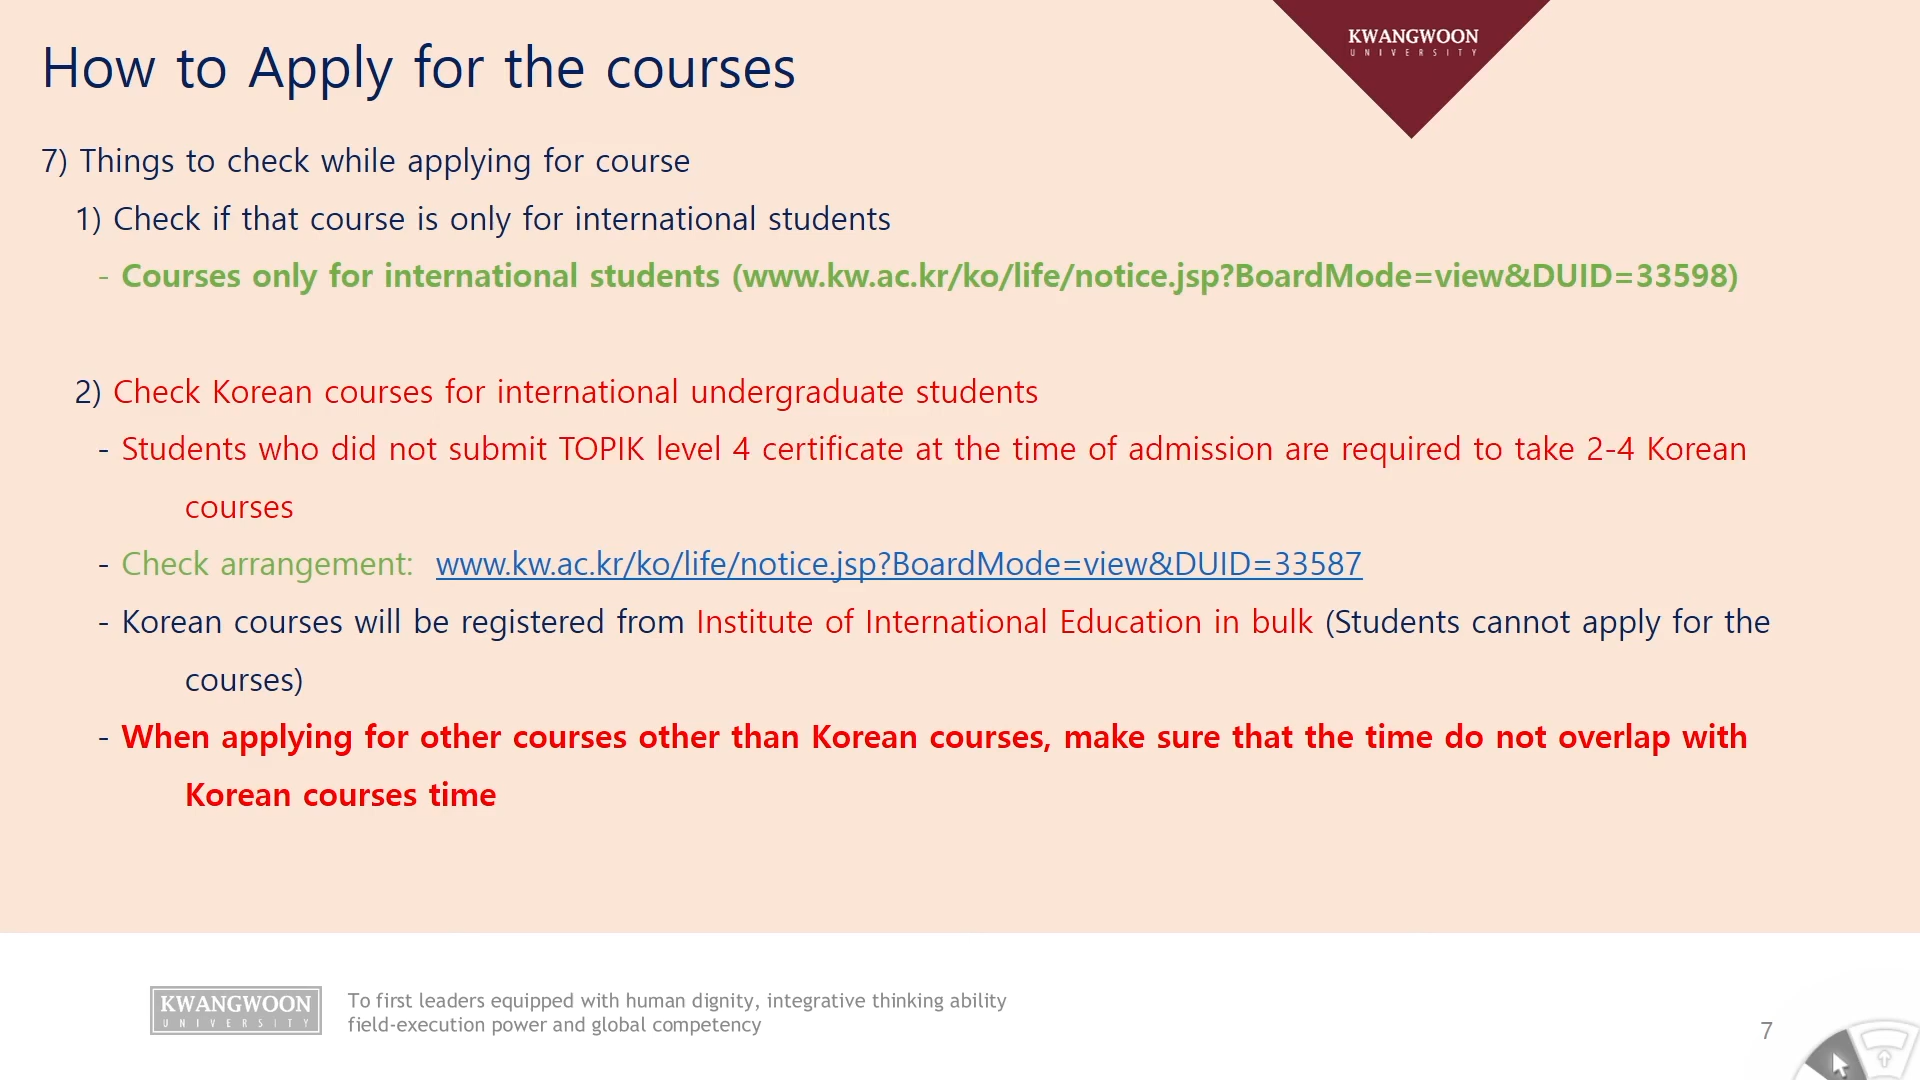 KWANGWOON
UNIVERSITY
How to Apply for the courses
7) Things to check while applying for course
1) Check if that course is only for international students
- Courses only for international students (www.kw.ac.kr/ko/life/notice.jsp?BoardMode=view&DUID=33598)
2) Check Korean courses for international undergraduate students
- Students who did not submit TOPIK level 4 certificate at the time of admission are required to take 2-4 Korean
courses
- Check arrangement: www.kw.ac.kr/ko/life/notice.jsp?BoardMode=view&DUID=33587
- Korean courses will be registered from Institute of International Education in bulk (Students cannot apply for the
courses)
- When applying for other courses other than Korean courses, make sure that the time do not overlap with
Korean courses time
KWANGWOON
UNIVERSITY
To first leaders equipped with human dignity, integrative thinking ability
field-execution power and global competency
7